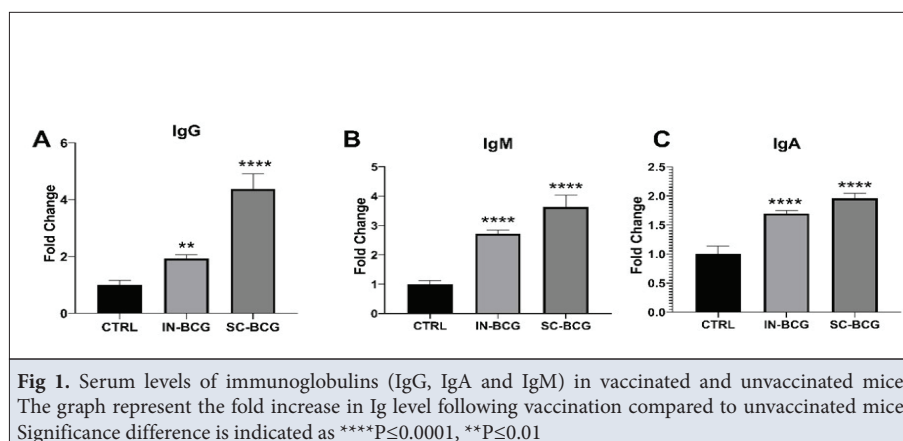 A
IgG
Fold Change
6
4
2
0
**
****
CTRL
IN-BCG
SC-BCG
B
IgM
Fold Change
5
4
3
2
1
0
****
****
CTRL
IN-BCG
SC-BCG
C
IgA
Fold Change
2.5
2.0
1.5
1.0
0.5
0.0
****
****
CTRL
IN-BCG
SC-BCG
Fig 1. Serum levels of immunoglobulins (IgG, IgA and IgM) in vaccinated and unvaccinated mice
The graph represent the fold increase in Ig level following vaccination compared to unvaccinated mice
Significance difference is indicated as ****P≤0.0001, **P≤0.01